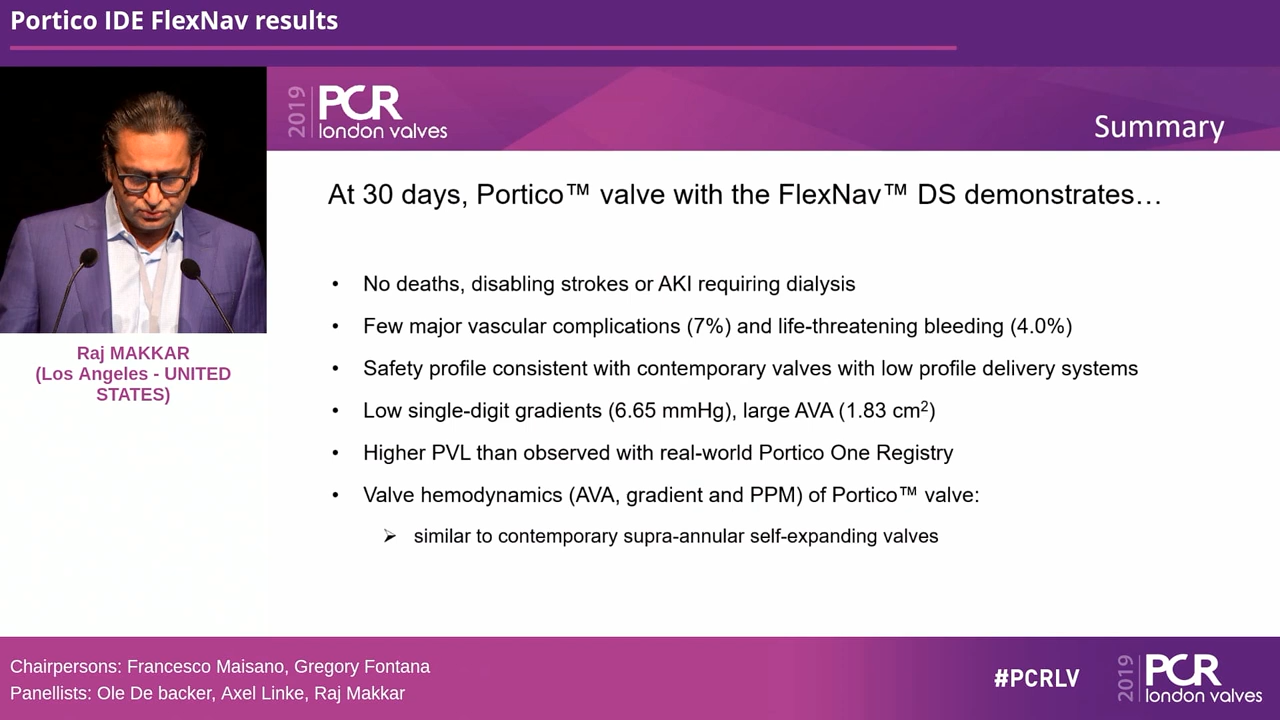 Portico IDE FlexNav results
2019
PCR
london valves
Summary
Raj MAKKAR
(Los Angeles - UNITED
STATES)
At 30 days, Portico™ valve with the FlexNav™ DS demonstrates…
• No deaths, disabling strokes or AKI requiring dialysis
• Few major vascular complications (7%) and life-threatening bleeding (4.0%)
• Safety profile consistent with contemporary valves with low profile delivery systems
• Low single-digit gradients (6.65 mmHg), large AVA (1.83 cm²)
• Higher PVL than observed with real-world Portico One Registry
• Valve hemodynamics (AVA, gradient and PPM) of Portico™ valve:
➢ similar to contemporary supra-annular self-expanding valves
Chairpersons: Francesco Maisano, Gregory Fontana
Panellists: Ole De backer, Axel Linke, Raj Makkar
#PCRLV
2019
PCR
london valves